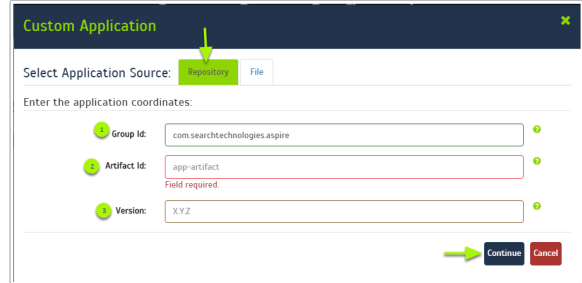 Custom Application
Select Application Source: Repository File
Enter the application coordinates:
1 Group Id: com.searchtechnologies.aspire
2 Artifact Id: app-artifact
Field required.
3 Version: X.Y.Z
Continue Cancel